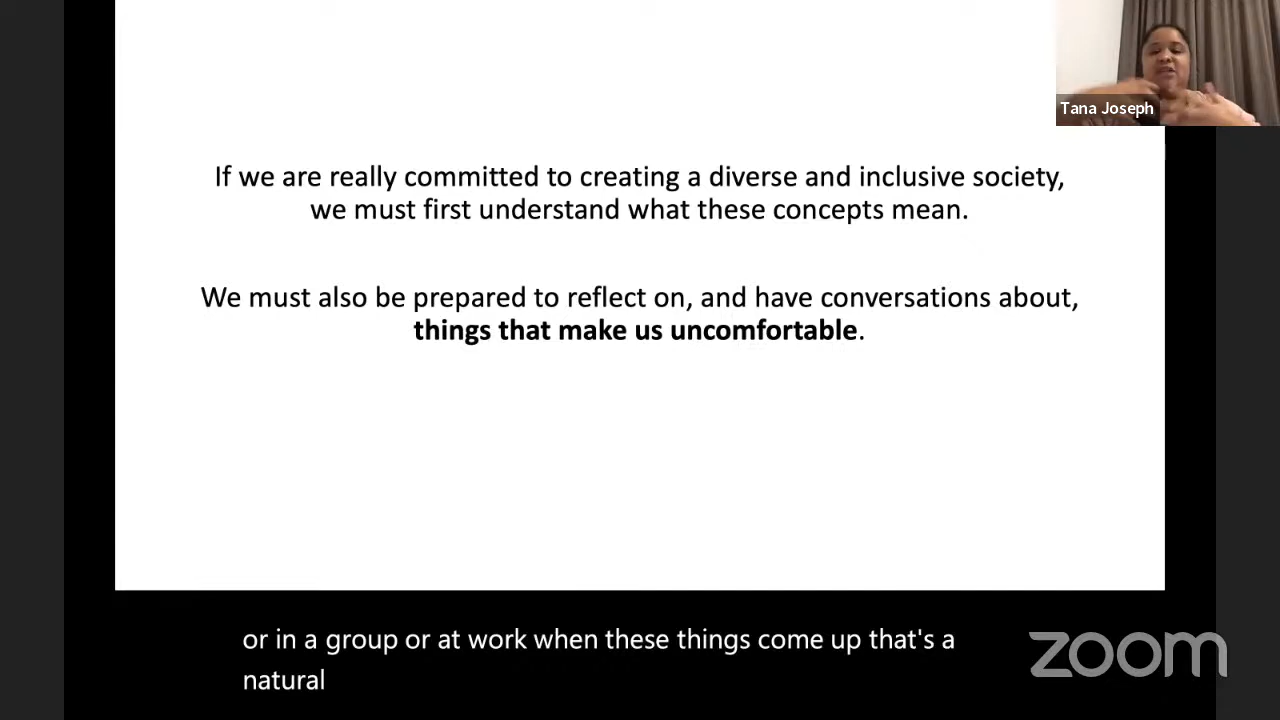 Tana Joseph
If we are really committed to creating a diverse and inclusive society,
we must first understand what these concepts mean.
We must also be prepared to reflect on, and have conversations about,
things that make us uncomfortable.
or in a group or at work when these things come up that's a
natural
zoom